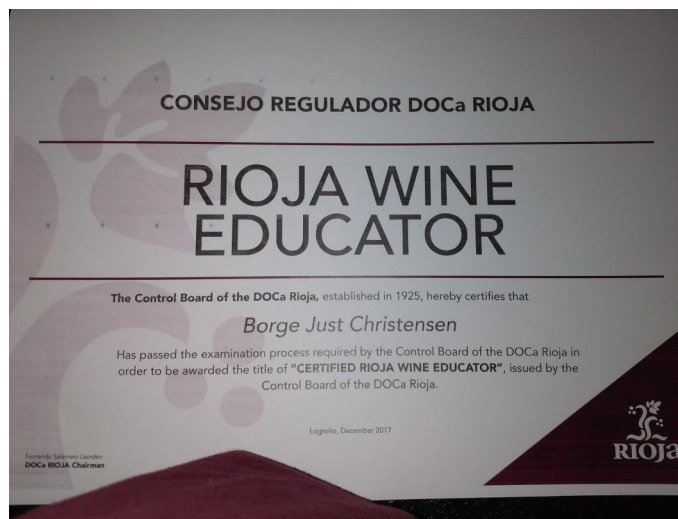 CONSEJO REGULADOR DOCa RIOJA
RIOJA WINE
EDUCATOR
The Control Board of the DOCa Rioja, established in 1925, hereby certifies that
Borge Just Christensen
Has passed the examination process required by the Control Board of the DOCa Rioja in
order to be awarded the title of "CERTIFIED RIOJA WINE EDUCATOR", issued by the
Control Board of the DOCa Rioja.
Logroño, December 2017
Fernando Salamero Laorden
DOCa RIOJA Chairman
RIOJA